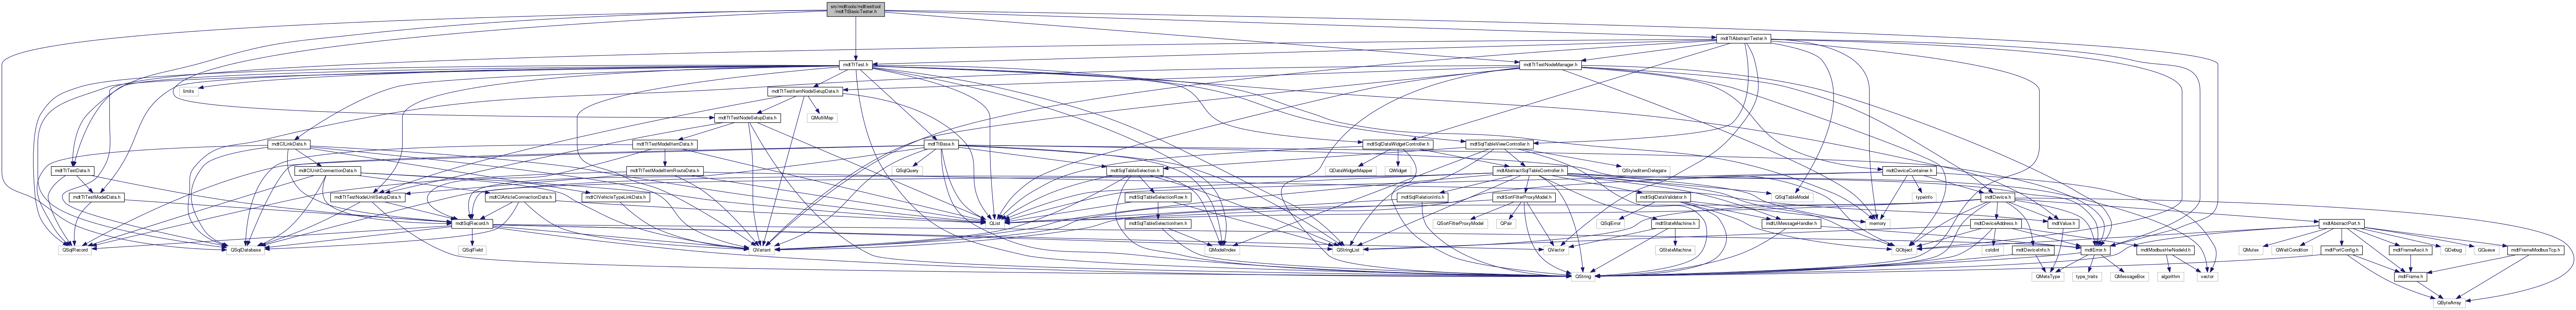 src/mdttools/mdttesttool
/mdtTtBasicTester.h
mdtTtAbstractTester.h
mdtTtTest.h
mdtTtTestNodeManager.h
limits
mdtTtTestItemNodeSetupData.h
mdtTtTestNodeSetupData.h
QMultiMap
mdtClLinkData.h
mdtTtTestModelItemData.h
mdtTtBase.h
mdtSqlDataWidgetController.h
mdtSqlTableViewController.h
mdtTtTestData.h
mdtClUnitConnectionData.h
mdtTtTestModelItemRouteData.h
QSqlQuery
mdtSqlTableSelection.h
QDataWidgetMapper
QWidget
mdtAbstractSqlTableController.h
QStyledItemDelegate
mdtDeviceContainer.h
mdtTtTestModelData.h
mdtTtTestNodeUnitSetupData.h
mdtClArticleConnectionData.h
mdtClVehicleTypeLinkData.h
mdtSqlTableSelectionRow.h
mdtSqlRelationInfo.h
mdtSortFilterProxyModel.h
mdtSqlDataValidator.h
QSqlTableModel
typeinfo
mdtDevice.h
mdtSqlRecord.h
QList
mdtSqlTableSelectionItem.h
QSortFilterProxyModel
QPair
QSqlError
mdtStateMachine.h
mdtUiMessageHandler.h
memory
mdtDeviceAddress.h
mdtValue.h
mdtAbstractPort.h
QSqlRecord
QSqlDatabase
QSqlField
QVariant
QVector
QModelIndex
QStringList
QStateMachine
QObject
cstdint
mdtDeviceInfo.h
mdtError.h
mdtModbusHwNodeId.h
QMutex
QWaitCondition
mdtPortConfig.h
mdtFrameAscii.h
QDebug
QQueue
mdtFrameModbusTcp.h
QString
QMetaType
type_traits
QMessageBox
algorithm
vector
mdtFrame.h
QByteArray